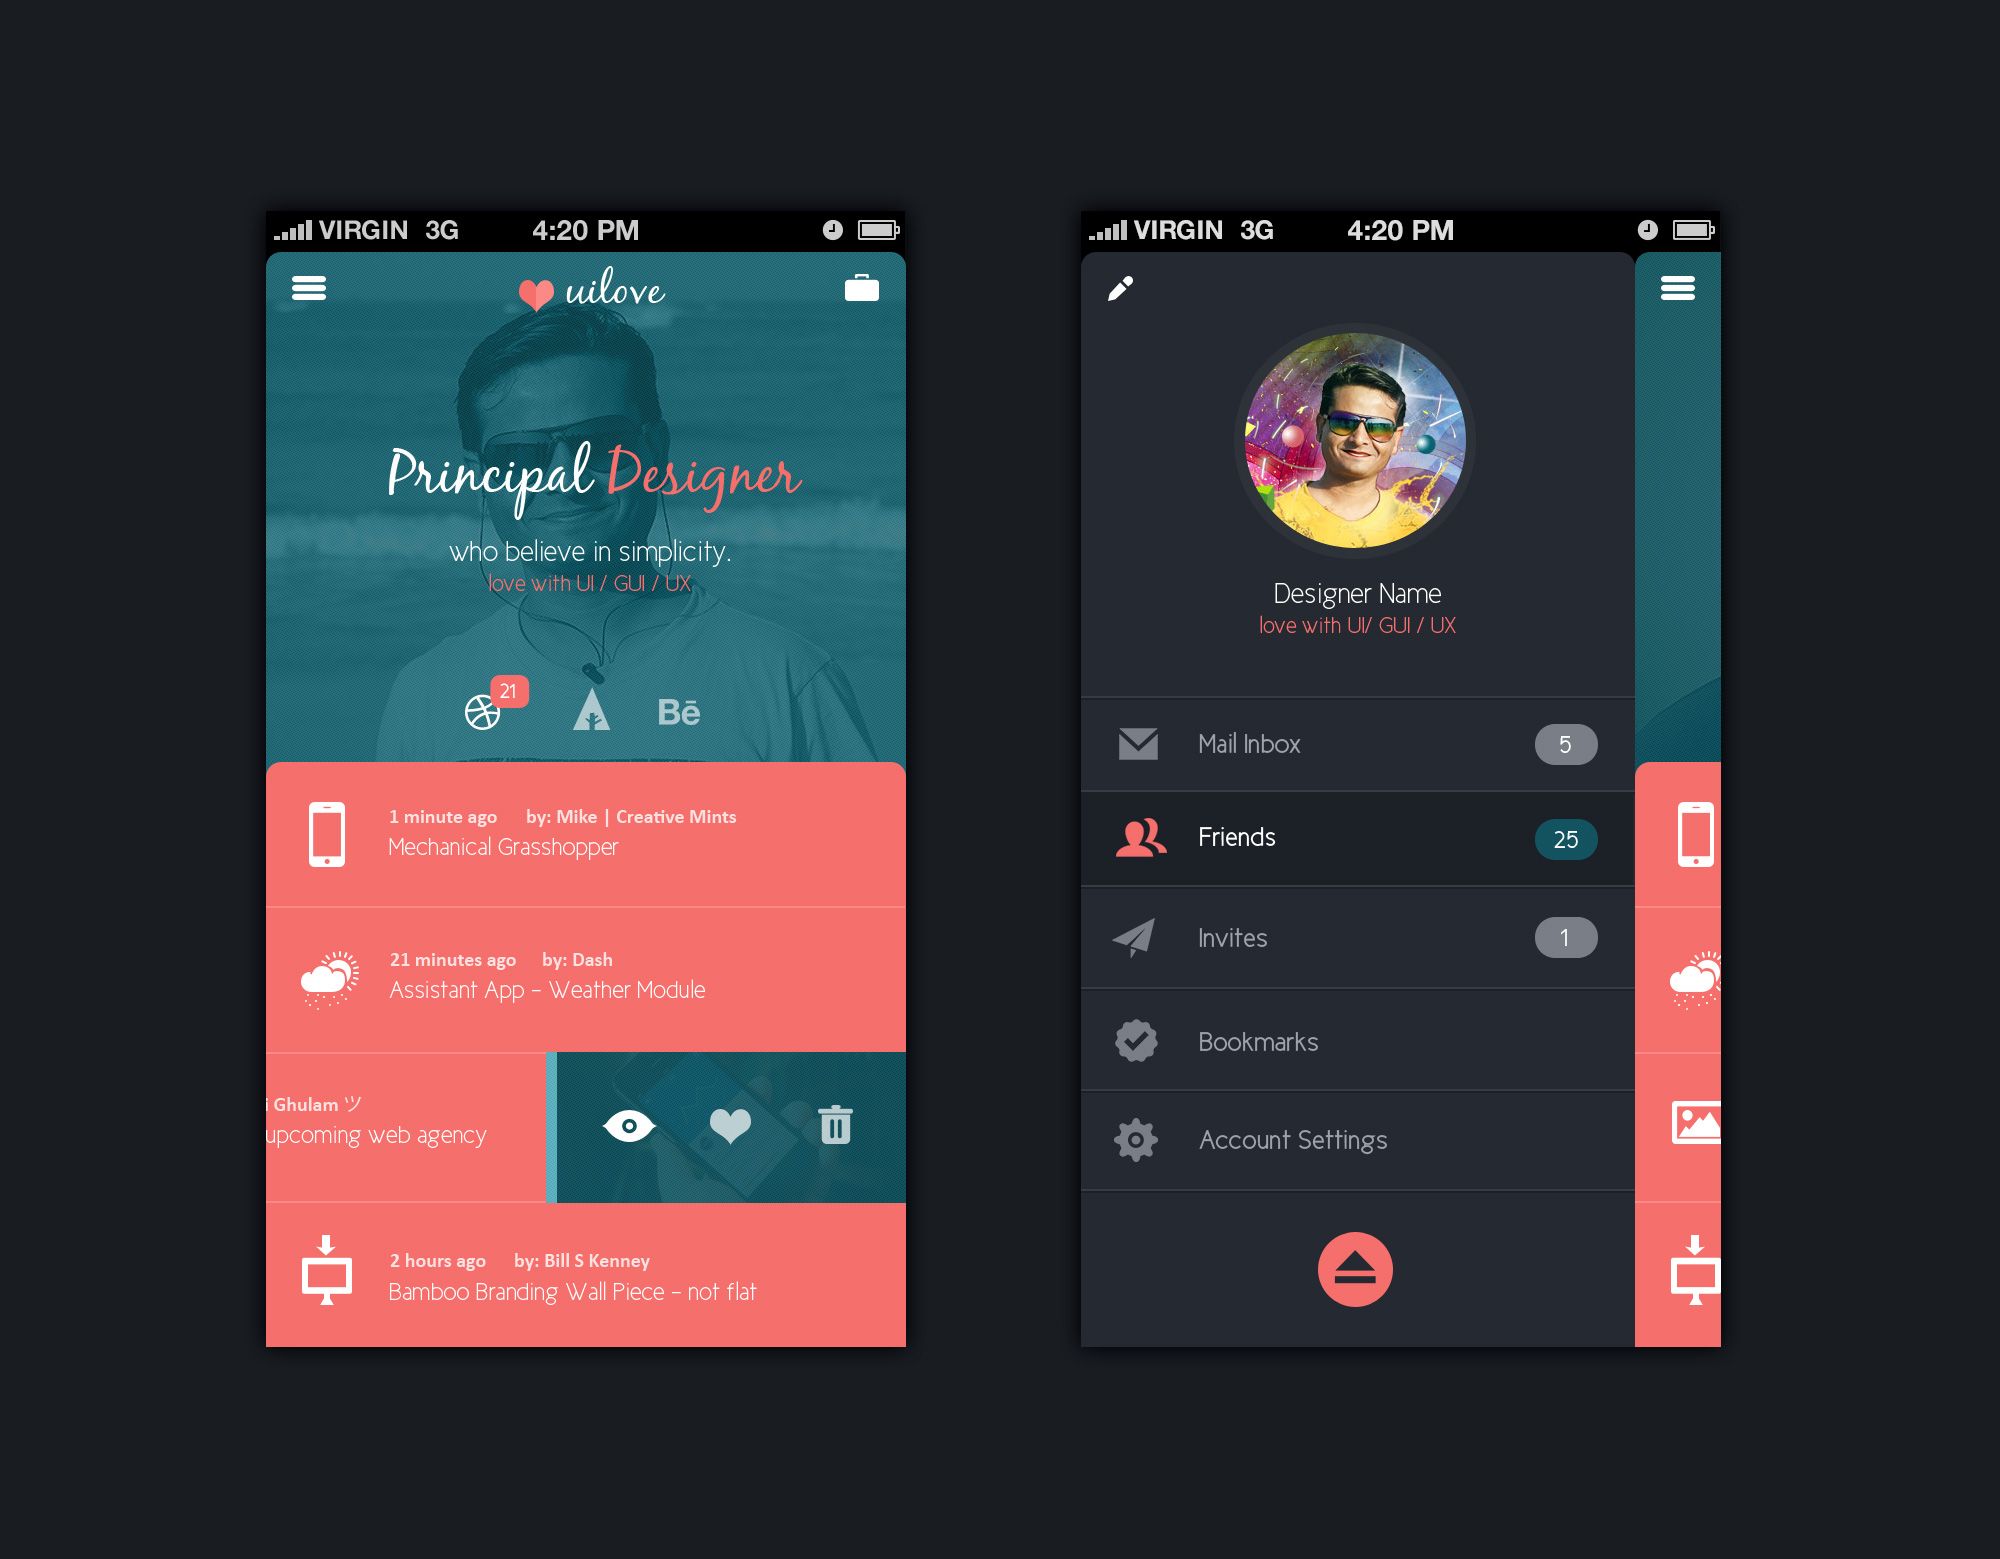 VIRGIN 3G 4:20 PM
uilove
Principal Designer
who believe in simplicity.
love with UI / GUI / UX
21
Bē
1 minute ago by: Mike | Creative Mints
Mechanical Grasshopper
21 minutes ago by: Dash
Assistant App - Weather Module
i Ghulam ツ
upcoming web agency
2 hours ago by: Bill S Kenney
Bamboo Branding Wall Piece - not flat
VIRGIN 3G 4:20 PM
Designer Name
love with UI/ GUI / UX
Mail Inbox 5
Friends 25
Invites 1
Bookmarks
Account Settings